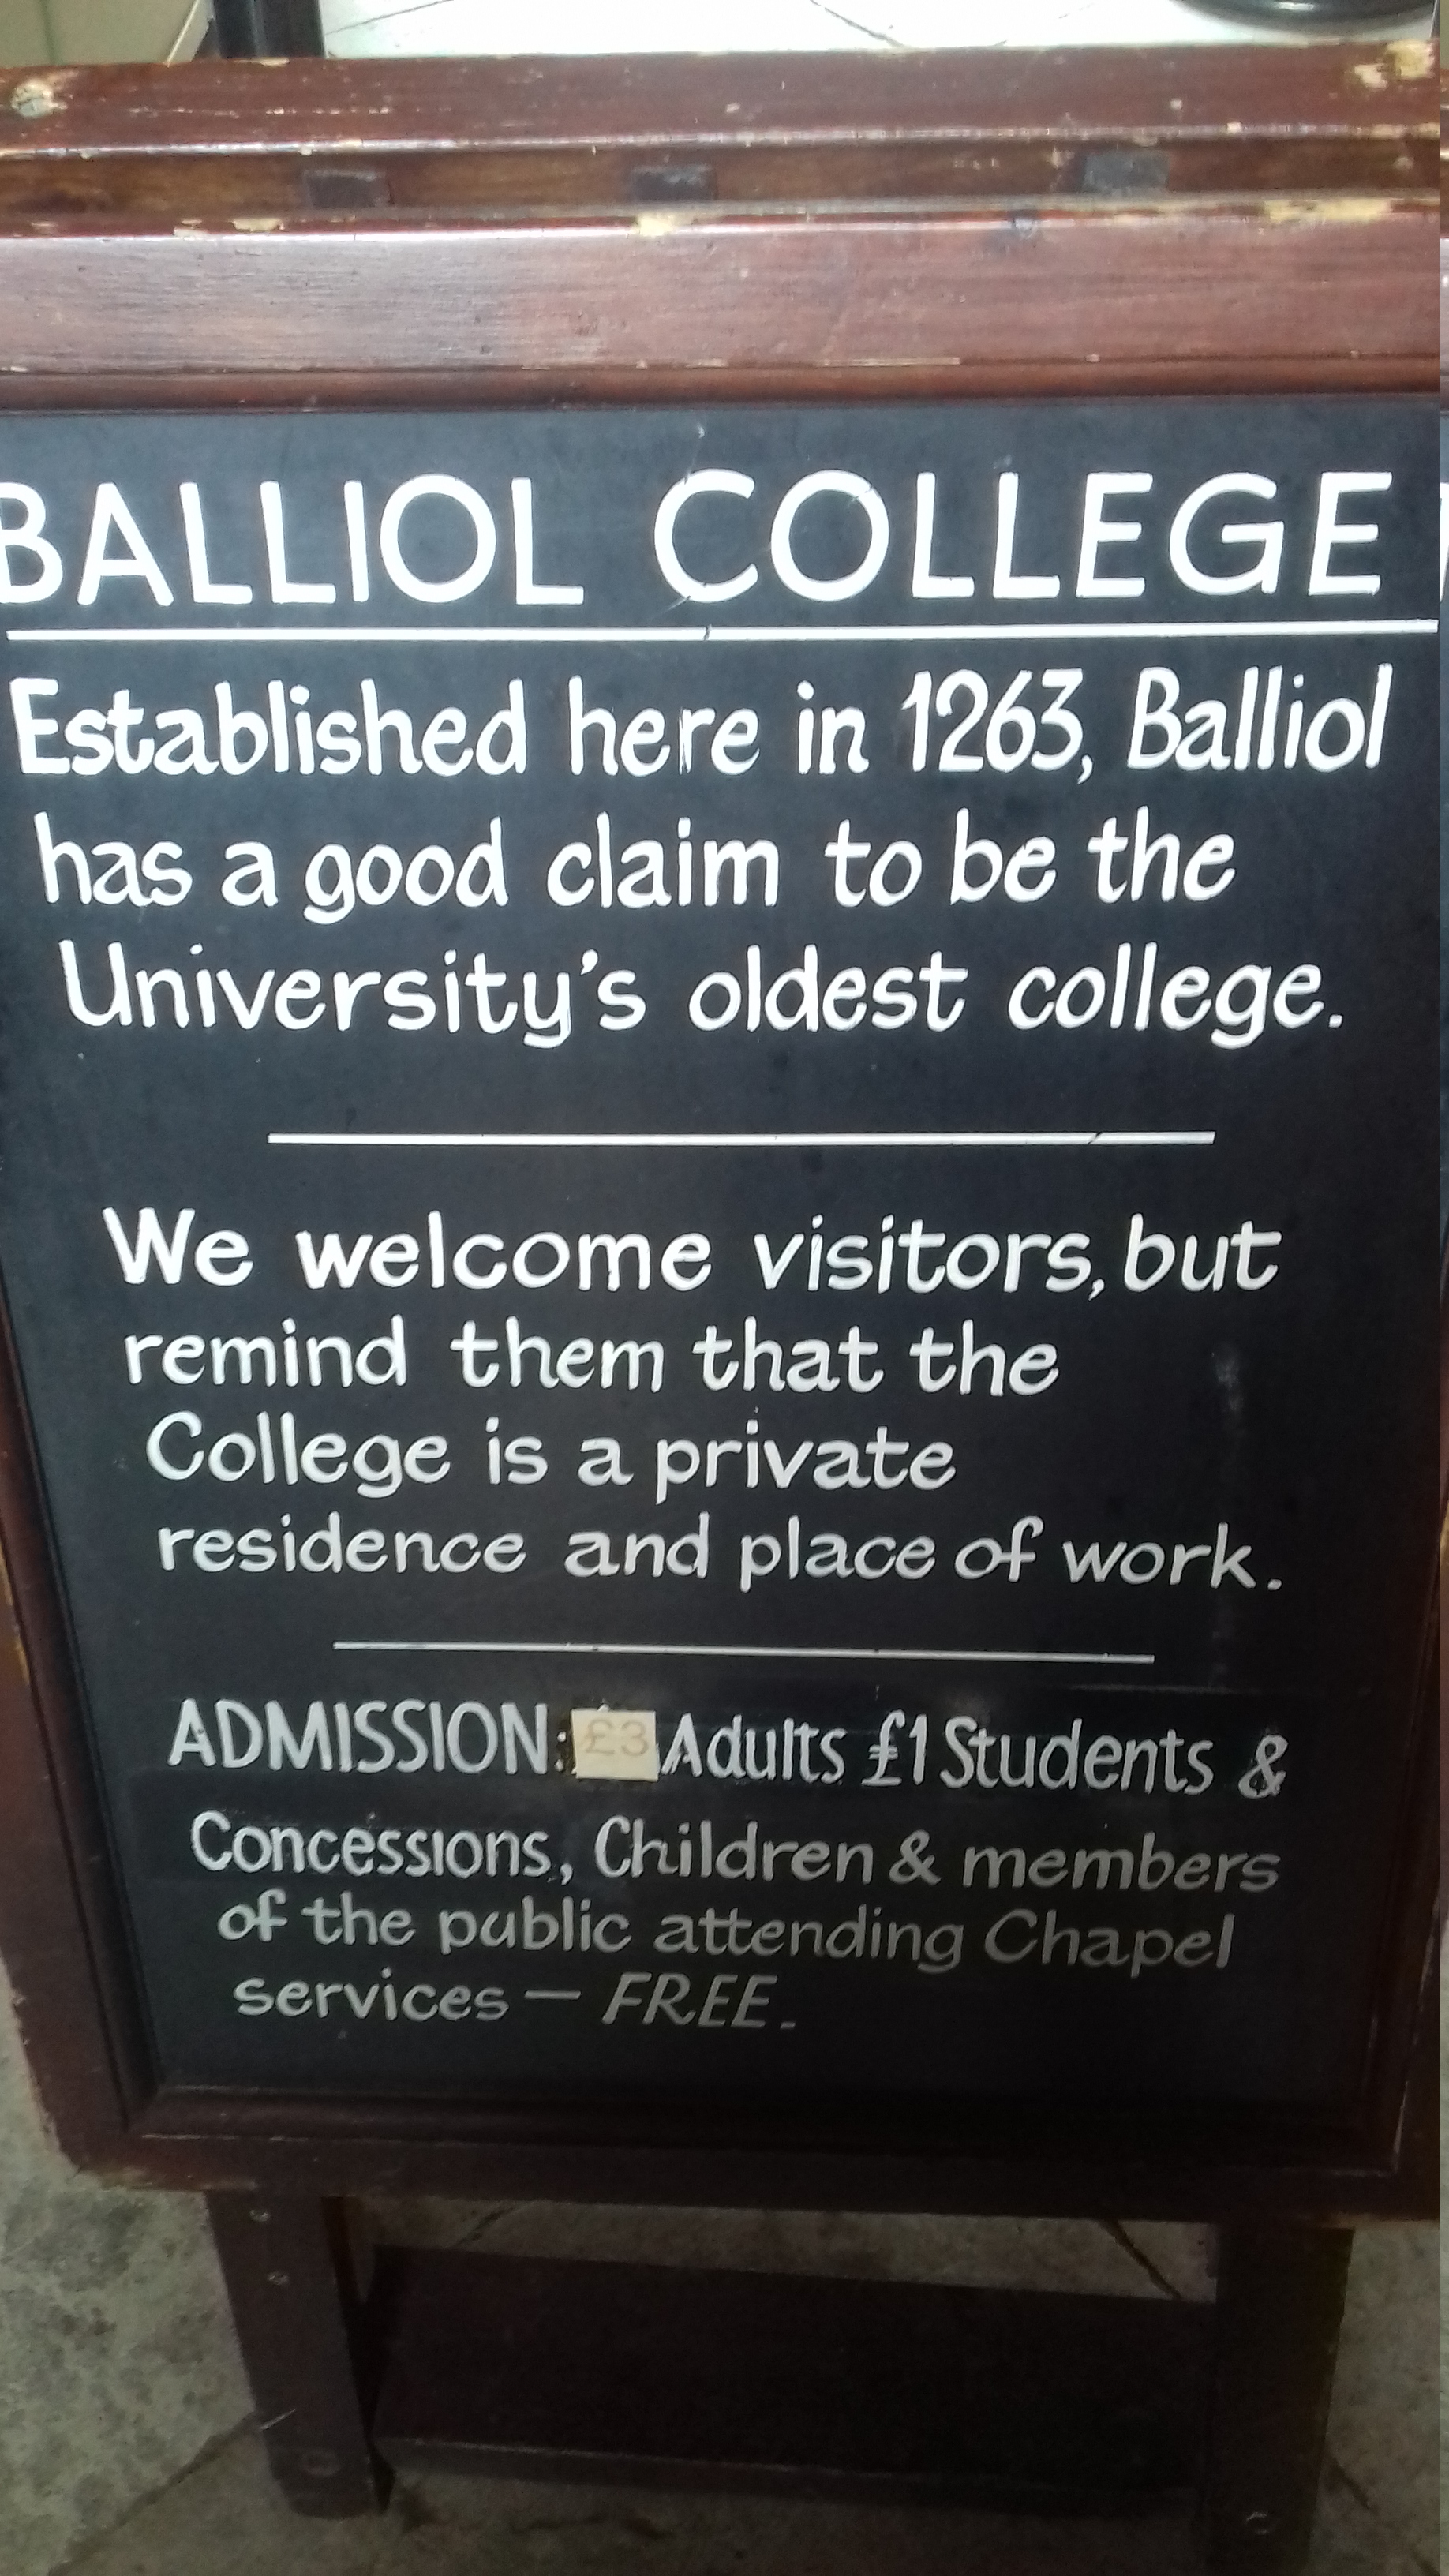 BALLIOL COLLEGE
Established here in 1263, Balliol
has a good claim to be the
University's oldest college.
We welcome visitors, but
remind them that the
College is a private
residence and place of work.
ADMISSION: £3 Adults £1 Students &
Concessions, Children & members
of the public attending Chapel
services — FREE.